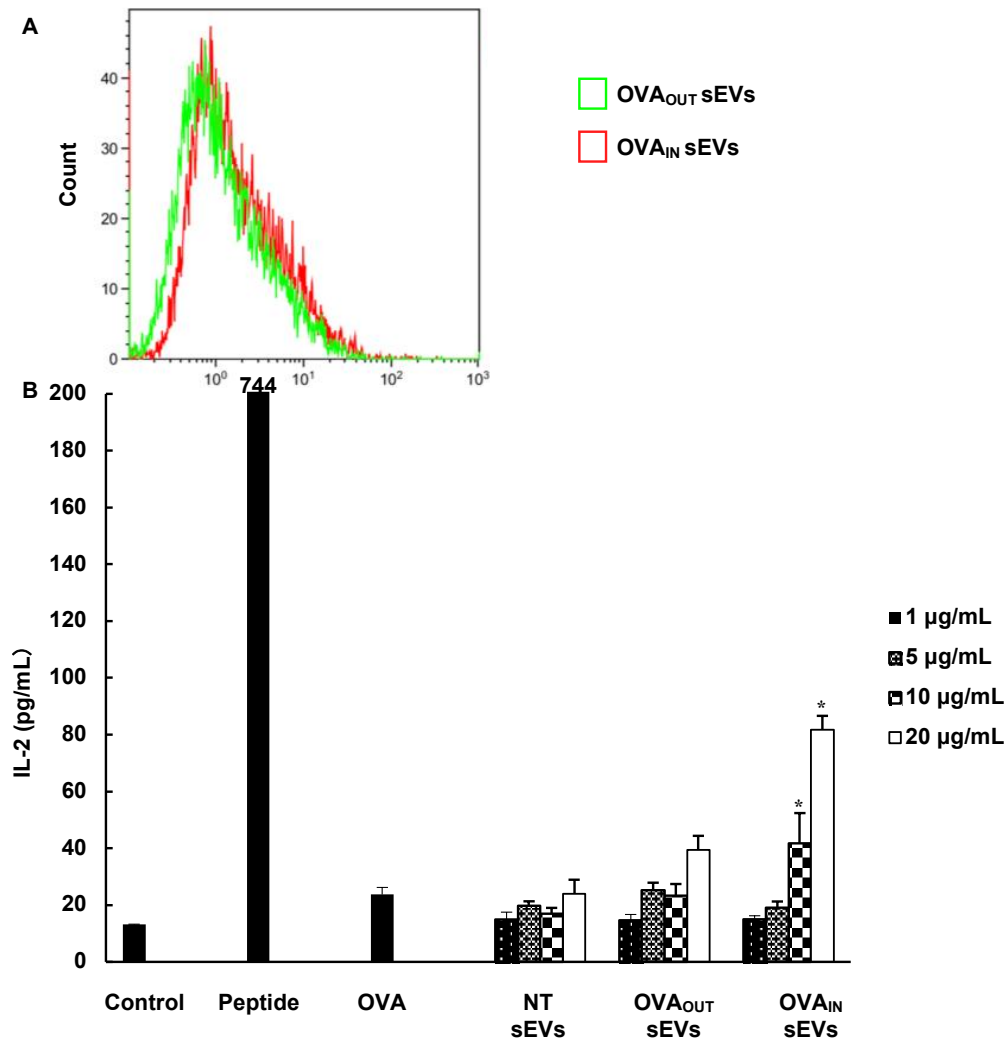 A
40
30
20
10
0
Count
10⁰ 10¹ 10² 10³
OVAOUT sEVs
OVAIN sEVs
B
744
200
180
160
140
120
100
80
60
40
20
0
IL-2 (pg/mL)
* *
1 µg/mL
5 µg/mL
10 µg/mL
20 µg/mL
Control Peptide OVA NT OVAOUT OVAIN
sEVs sEVs sEVs